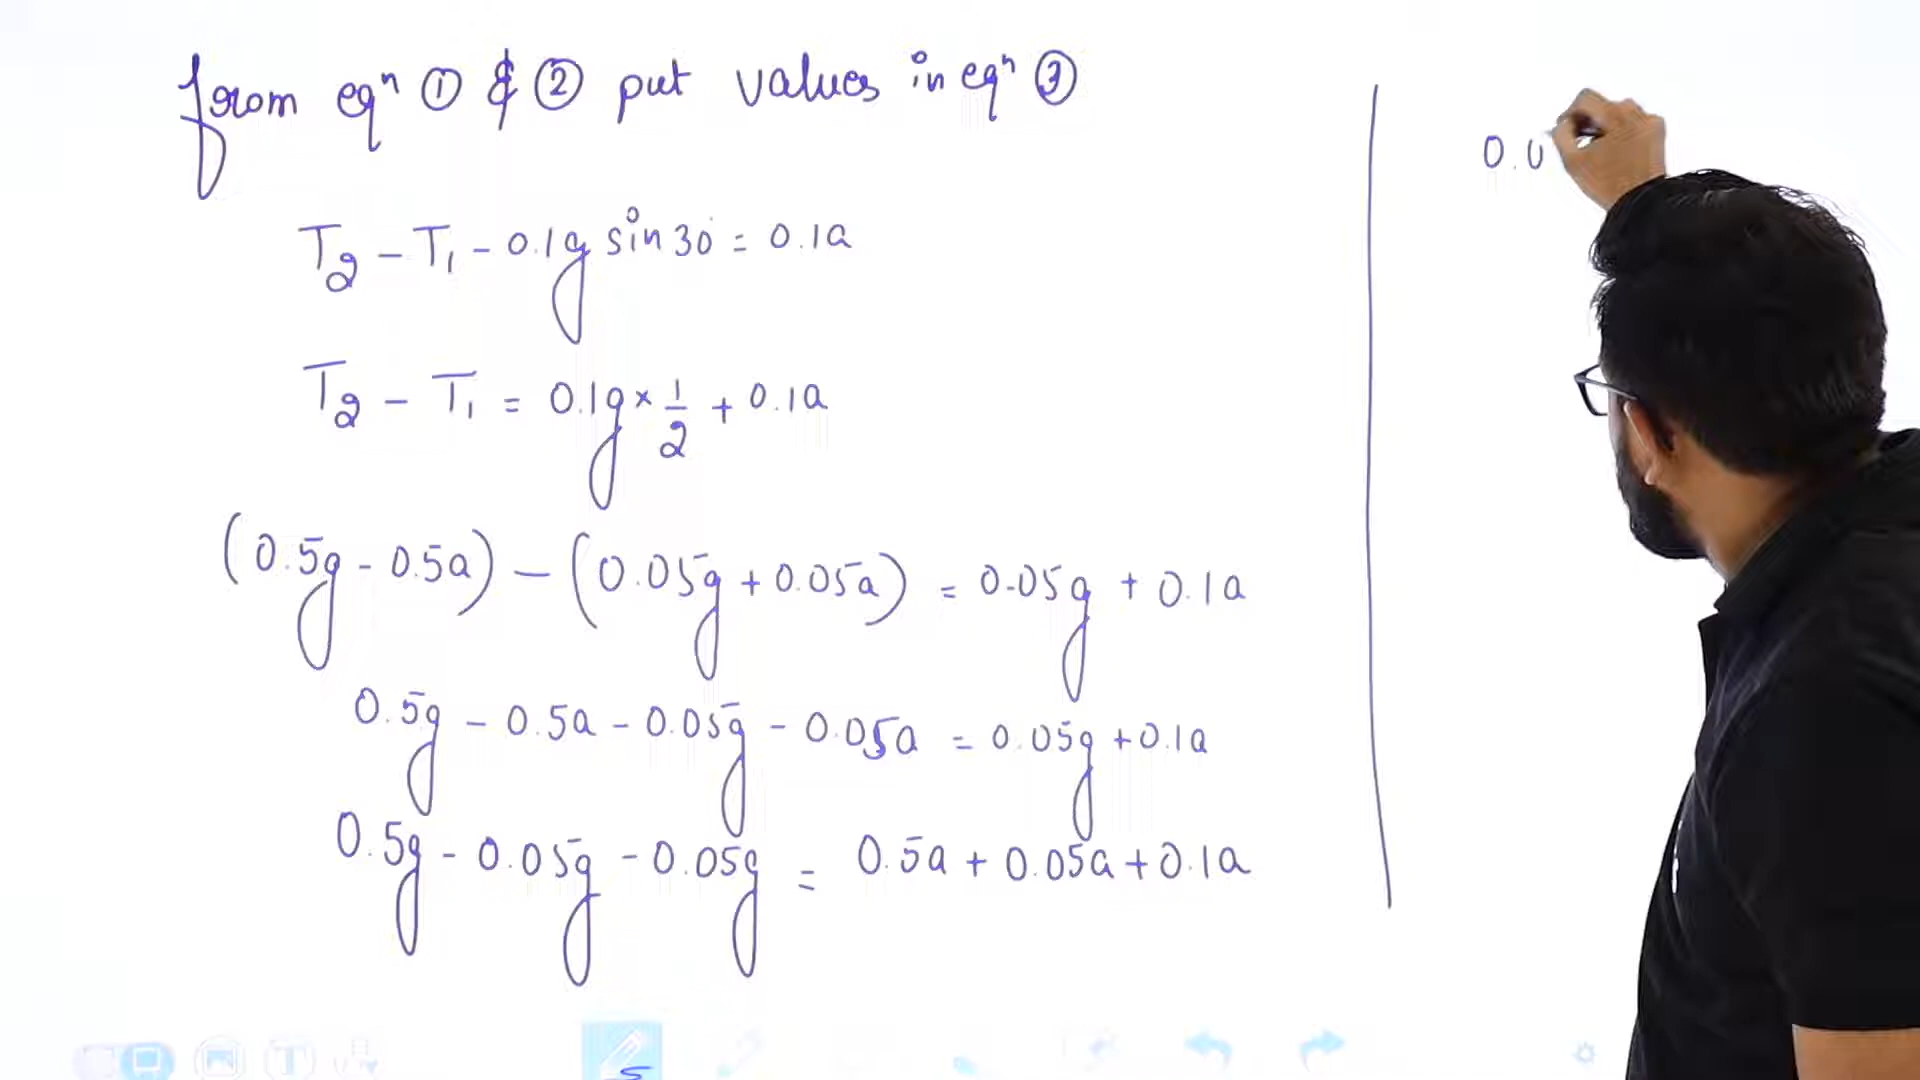 from eqⁿ ① & ② put values in eqⁿ ③
T₂ - T₁ - 0.1g sin30° = 0.1a
T₂ - T₁ = 0.1g × 1/2 + 0.1a
(0.5g - 0.5a) - (0.05g + 0.05a) = 0.05g + 0.1a
0.5g - 0.5a - 0.05g - 0.05a = 0.05g + 0.1a
0.5g - 0.05g - 0.05g = 0.5a + 0.05a + 0.1a
0.0